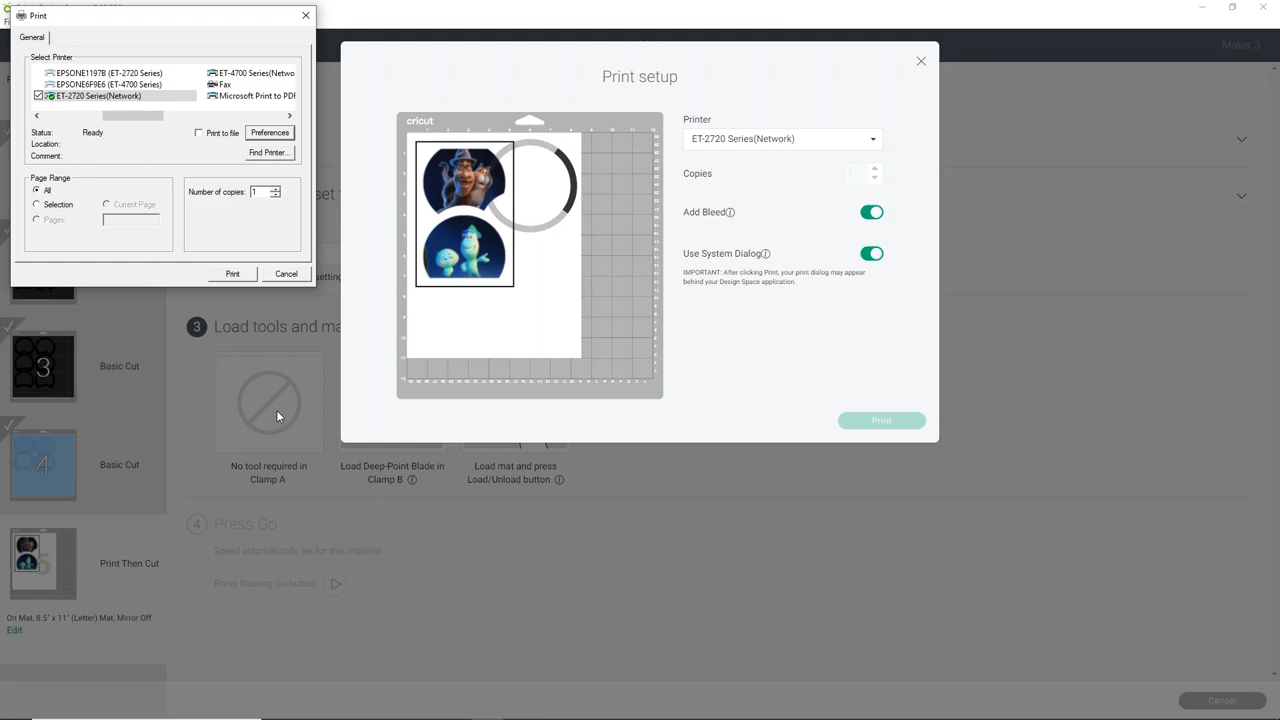 Print
General
Select Printer
EPSONE1197B (ET-2720 Series)
EPSONE6F9E6 (ET-4700 Series)
ET-2720 Series(Network)
ET-4700 Series(Netwo
Fax
Microsoft Print to PDF
Status: Ready
Location:
Comment:
Print to file
Preferences
Find Printer...
Page Range
All
Selection
Current Page
Pages:
Number of copies: 1
Print
Cancel
Maker 3
Print setup
cricut
Printer
ET-2720 Series(Network)
Copies
1
Add Bleed
Use System Dialog
IMPORTANT: After clicking Print, your print dialog may appear
behind your Design Space application.
Print
set
setting
3 Load tools and ma
No tool required in
Clamp A
Load Deep-Point Blade in
Clamp B
Load mat and press
Load/Unload button
4 Press Go
Speed automatically set for this material
Press flashing Go button
3
Basic Cut
4
Basic Cut
5
Print Then Cut
On Mat, 8.5" x 11" (Letter) Mat, Mirror Off
Edit
Cancel